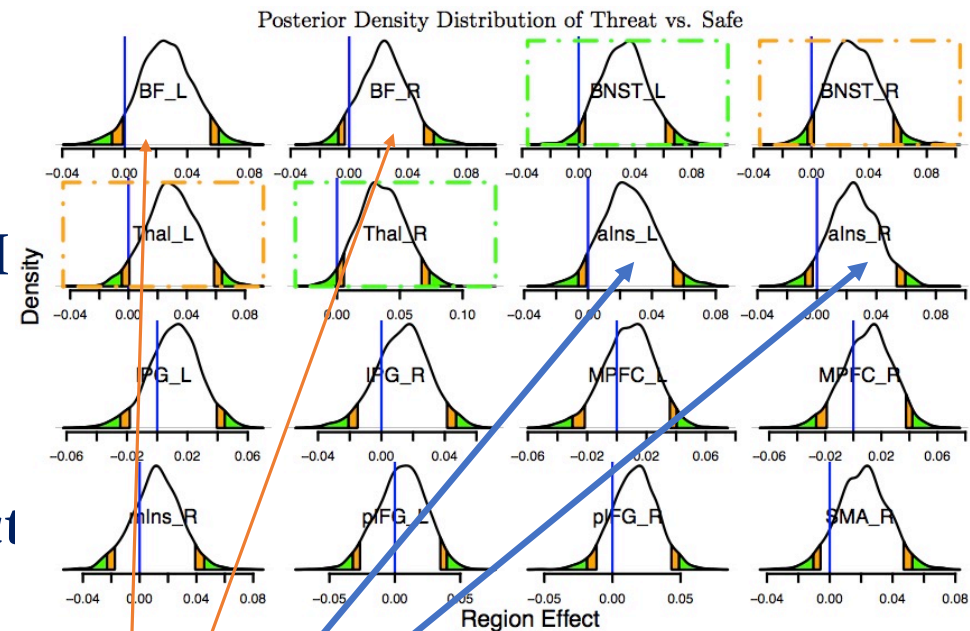 Posterior Density Distribution of Threat vs. Safe
BF_L BF_R BNST_L BNST_R
−0.04 0.00 0.04 0.08 −0.04 0.00 0.04 0.08 −0.04 0.00 0.04 0.08 −0.04 0.00 0.04 0.08
Thal_L Thal_R aIns_L aIns_R
−0.04 0.00 0.04 0.08 0.00 0.05 0.10 −0.04 0.00 0.04 0.08 −0.04 0.00 0.04 0.08
Density
IPG_L IPG_R MPFC_L MPFC_R
−0.06 −0.02 0.02 0.06 −0.04 0.00 0.04 −0.06 −0.02 0.02 0.06 −0.06 −0.02 0.02 0.06
mIns_R pIFG_L pIFG_R SMA_R
−0.04 0.00 0.04 0.08 −0.05 0.00 0.05 −0.05 0.00 0.05 −0.04 0.00 0.04 0.08
Region Effect